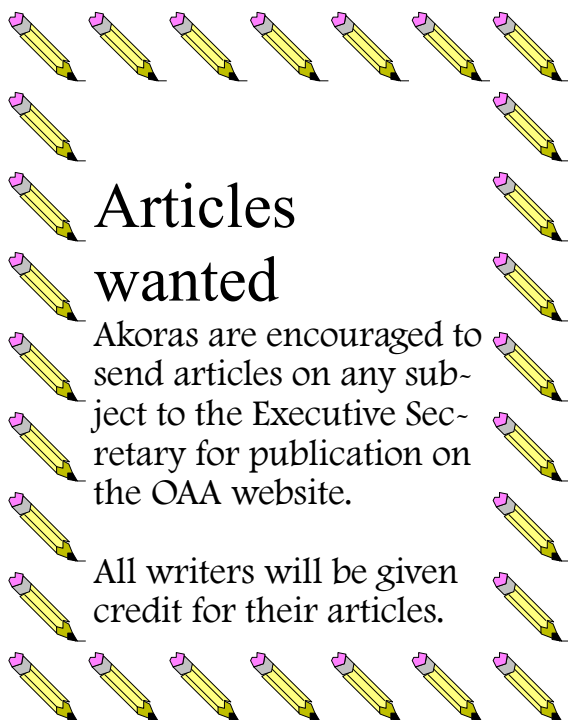 Articles
wanted
Akoras are encouraged to
send articles on any sub-
ject to the Executive Sec-
retary for publication on
the OAA website.
All writers will be given
credit for their articles.